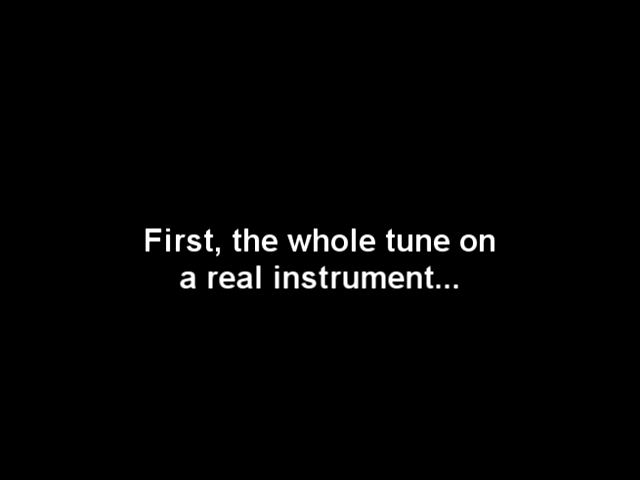 First, the whole tune on
a real instrument...